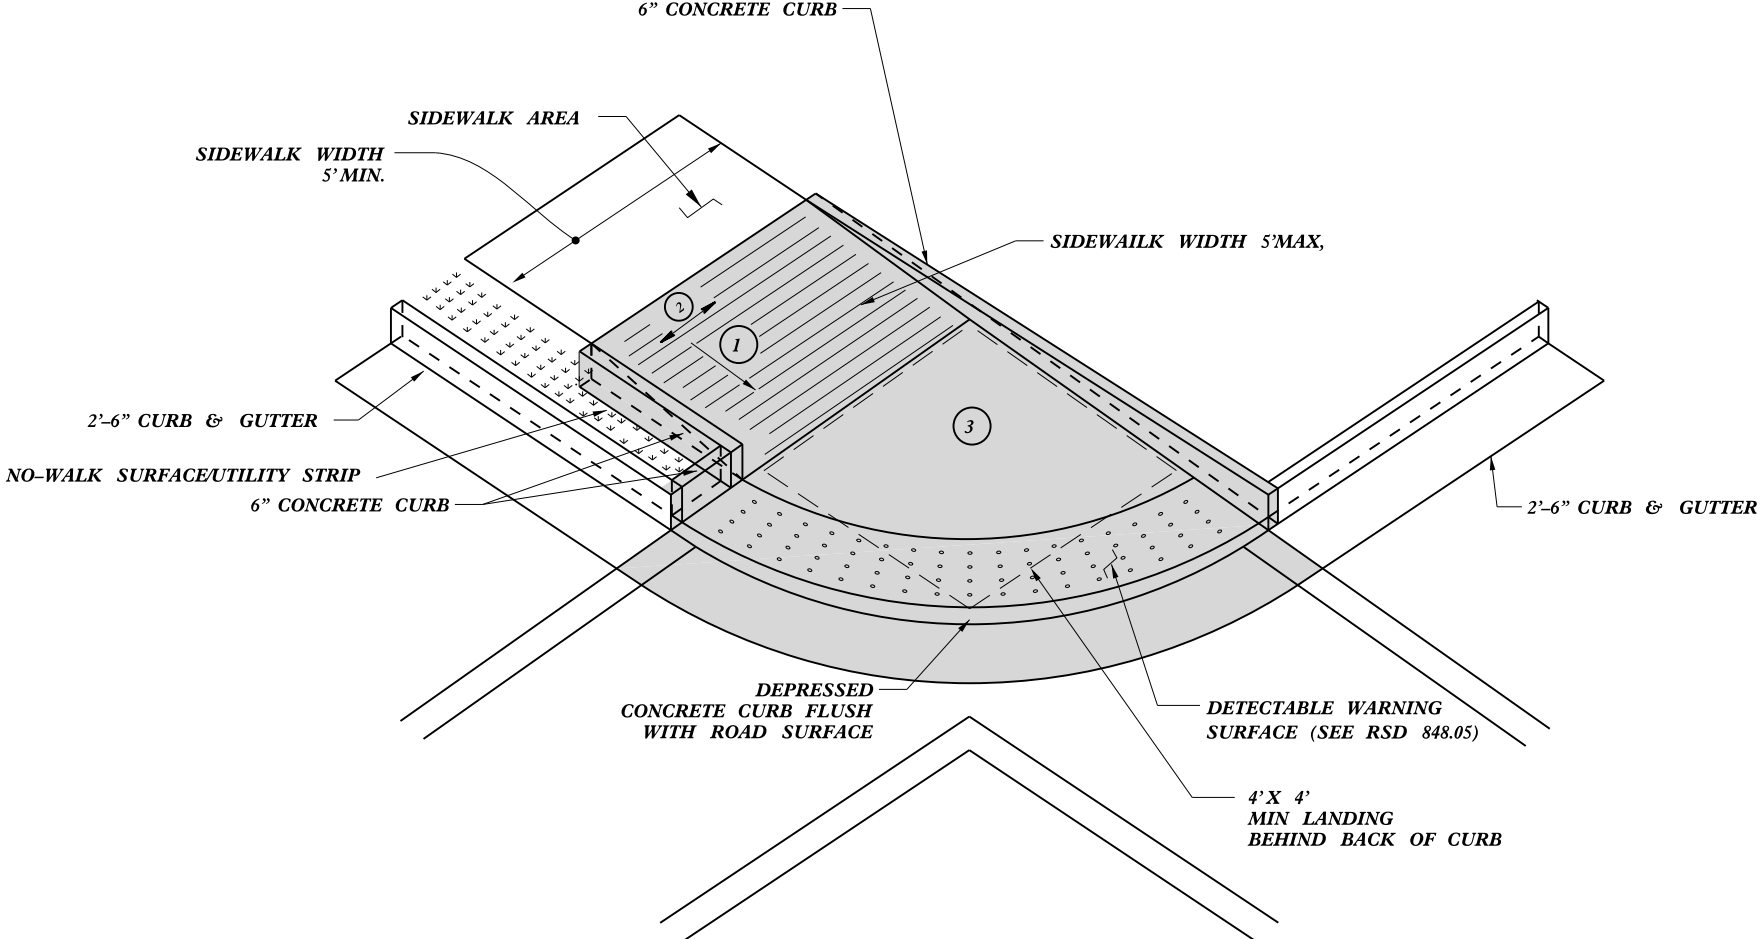 6” CONCRETE CURB
SIDEWALK AREA
SIDEWALK WIDTH
5’ MIN.
SIDEWAILK WIDTH 5’MAX,
2
1
3
2’–6” CURB & GUTTER
NO–WALK SURFACE/UTILITY STRIP
6” CONCRETE CURB
2’–6” CURB & GUTTER
DEPRESSED
CONCRETE CURB FLUSH
WITH ROAD SURFACE
DETECTABLE WARNING
SURFACE (SEE RSD 848.05)
4’ X 4’
MIN LANDING
BEHIND BACK OF CURB